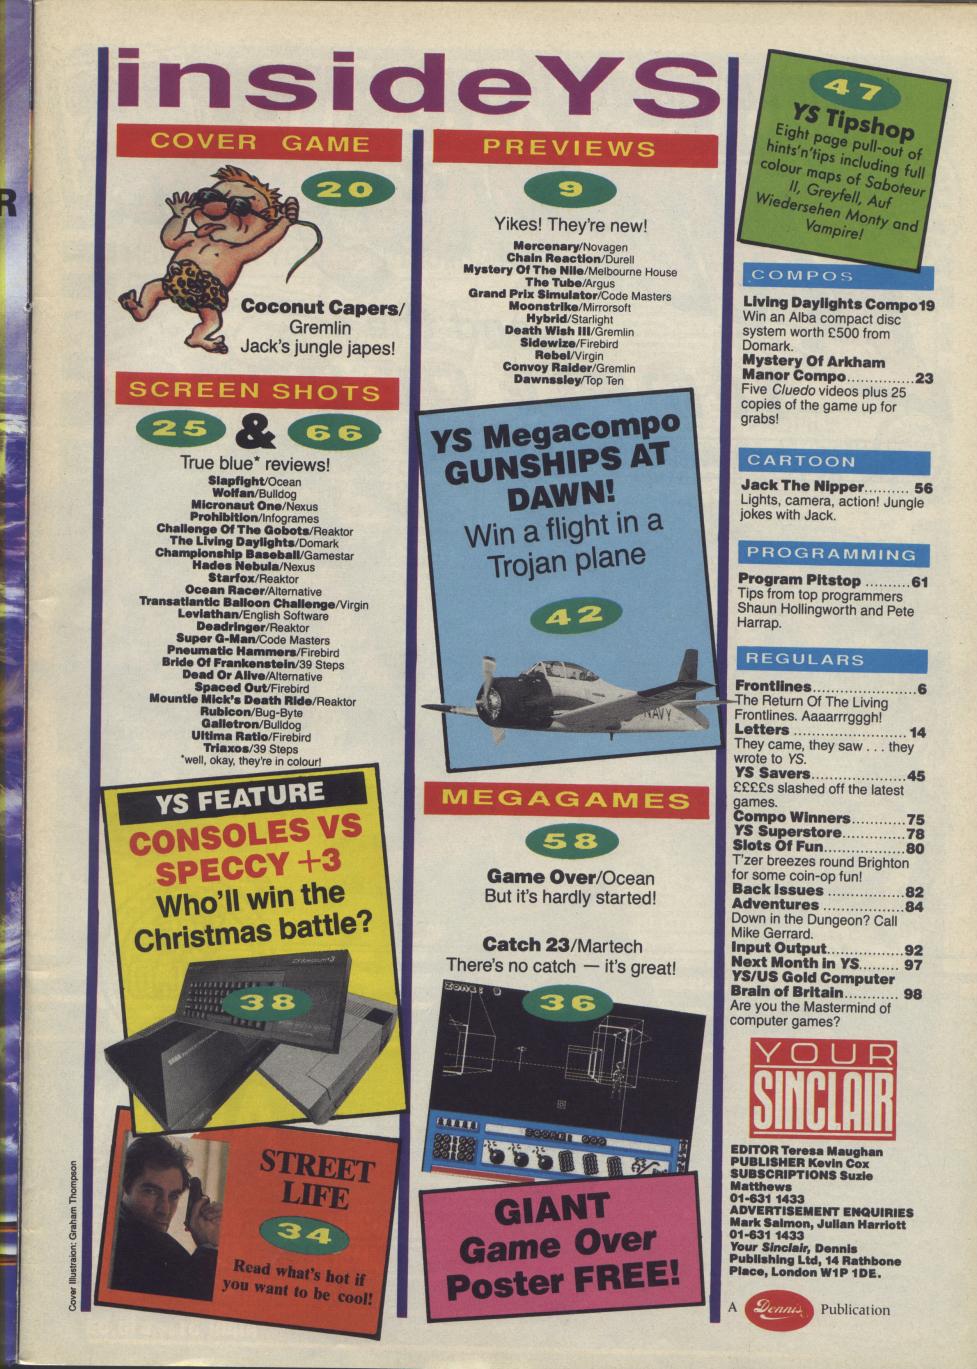 insideYS
COVER GAME
20
Coconut Capers/
Gremlin
Jack's jungle japes!
SCREEN SHOTS
25 & 66
True blue* reviews!
Slapfight/Ocean
Wolfan/Bulldog
Micronaut One/Nexus
Prohibition/Infogrames
Challenge Of The Gobots/Reaktor
The Living Daylights/Domark
Championship Baseball/Gamestar
Hades Nebula/Nexus
Starfox/Reaktor
Ocean Racer/Alternative
Transatlantic Balloon Challenge/Virgin
Leviathan/English Software
Deadringer/Reaktor
Super G-Man/Code Masters
Pneumatic Hammers/Firebird
Bride Of Frankenstein/39 Steps
Dead Or Alive/Alternative
Spaced Out/Firebird
Mountie Mick's Death Ride/Reaktor
Rubicon/Bug-Byte
Galletron/Bulldog
Ultima Ratio/Firebird
Triaxos/39 Steps
*well, okay, they're in colour!
YS FEATURE
CONSOLES VS
SPECCY +3
Who'll win the
Christmas battle?
38
STREET
LIFE
34
Read what's hot if
you want to be cool!
Cover Illustraion: Graham Thompson
PREVIEWS
9
Yikes! They're new!
Mercenary/Novagen
Chain Reaction/Durell
Mystery Of The Nile/Melbourne House
The Tube/Argus
Grand Prix Simulator/Code Masters
Moonstrike/Mirrorsoft
Hybrid/Starlight
Death Wish III/Gremlin
Sidewize/Firebird
Rebel/Virgin
Convoy Raider/Gremlin
Dawnssley/Top Ten
YS Megacompo
GUNSHIPS AT
DAWN!
Win a flight in a
Trojan plane
42
NAVY
MEGAGAMES
58
Game Over/Ocean
But it's hardly started!
Catch 23/Martech
There's no catch — it's great!
Zone: 0
36
GIANT
Game Over
Poster FREE!
47
YS Tipshop
Eight page pull-out of
hints'n'tips including full
colour maps of Saboteur
II, Greyfell, Auf
Wiedersehen Monty and
Vampire!
COMPOS
Living Daylights Compo19
Win an Alba compact disc
system worth £500 from
Domark.
Mystery Of Arkham
Manor Compo..............23
Five Cluedo videos plus 25
copies of the game up for
grabs!
CARTOON
Jack The Nipper......... 56
Lights, camera, action! Jungle
jokes with Jack.
PROGRAMMING
Program Pitstop .........61
Tips from top programmers
Shaun Hollingworth and Pete
Harrap.
REGULARS
Frontlines......................6
The Return Of The Living
Frontlines. Aaaarrrgggh!
Letters ........................ 14
They came, they saw . . . they
wrote to YS.
YS Savers....................45
££££s slashed off the latest
games.
Compo Winners...........75
YS Superstore.............78
Slots Of Fun.................80
T'zer breezes round Brighton
for some coin-op fun!
Back Issues ................82
Adventures .................84
Down in the Dungeon? Call
Mike Gerrard.
Input Output................92
Next Month in YS........ 97
YS/US Gold Computer
Brain of Britain........... 98
Are you the Mastermind of
computer games?
YOUR
SINCLAIR
EDITOR Teresa Maughan
PUBLISHER Kevin Cox
SUBSCRIPTIONS Suzie
Matthews
01-631 1433
ADVERTISEMENT ENQUIRIES
Mark Salmon, Julian Harriott
01-631 1433
Your Sinclair, Dennis
Publishing Ltd, 14 Rathbone
Place, London W1P 1DE.
A Dennis Publication
R